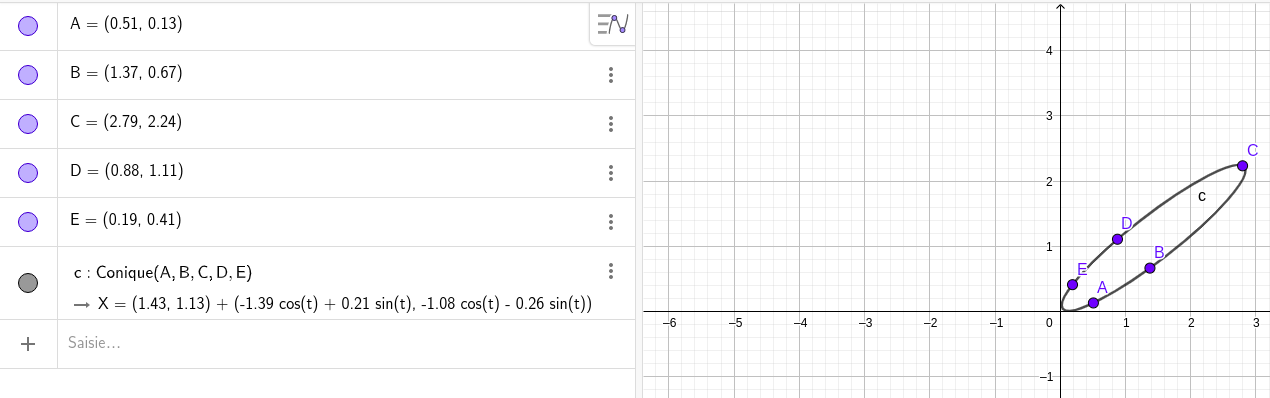 A = (0.51, 0.13)
B = (1.37, 0.67)
C = (2.79, 2.24)
D = (0.88, 1.11)
E = (0.19, 0.41)
c : Conique(A, B, C, D, E)
→ X = (1.43, 1.13) + (-1.39 cos(t) + 0.21 sin(t), -1.08 cos(t) - 0.26 sin(t))
+ Saisie…
4
3
C
2
c
D
1
B
E
A
–6 –5 –4 –3 –2 –1 0 1 2 3
–1